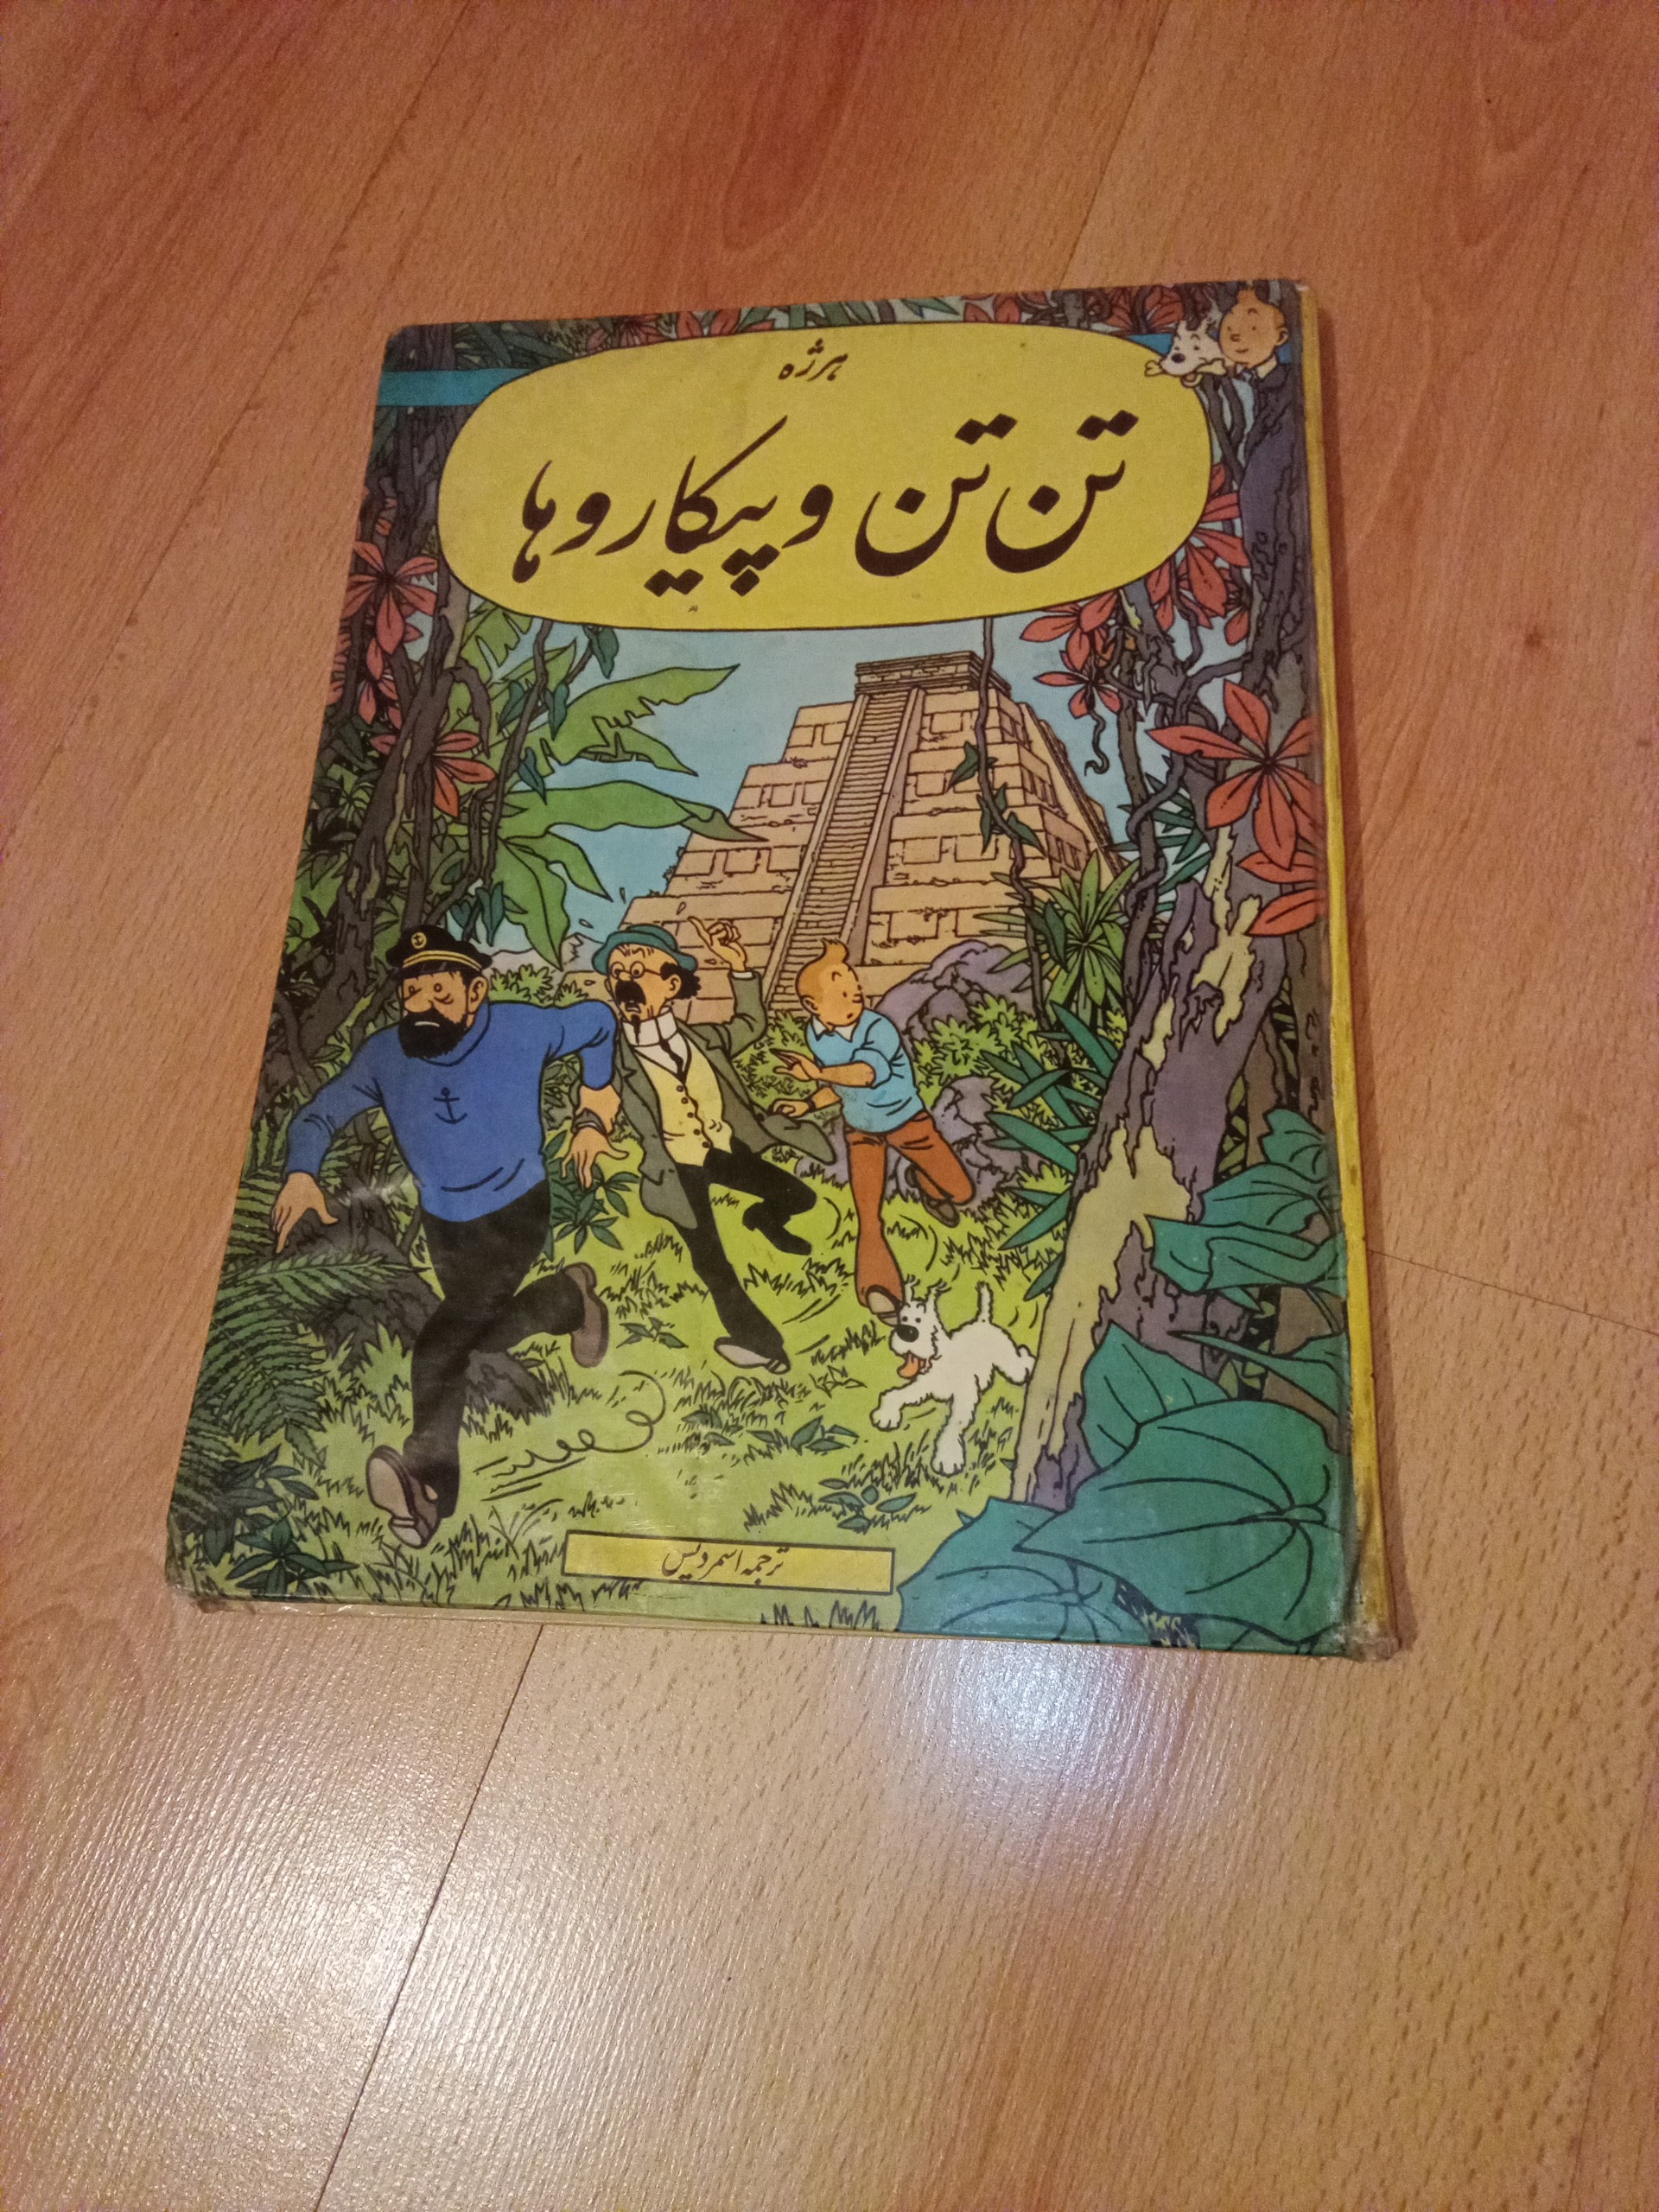 هرژه
تن تن و پیکاروها
ترجمه اسمردیس